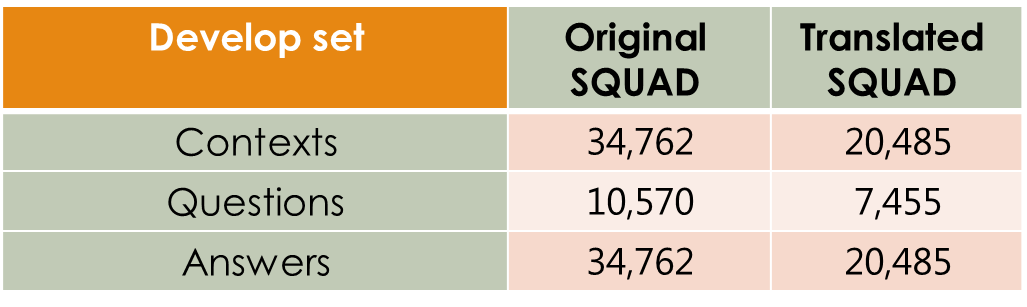 Develop set
Original
SQUAD
Translated
SQUAD
Contexts 34,762 20,485
Questions 10,570 7,455
Answers 34,762 20,485